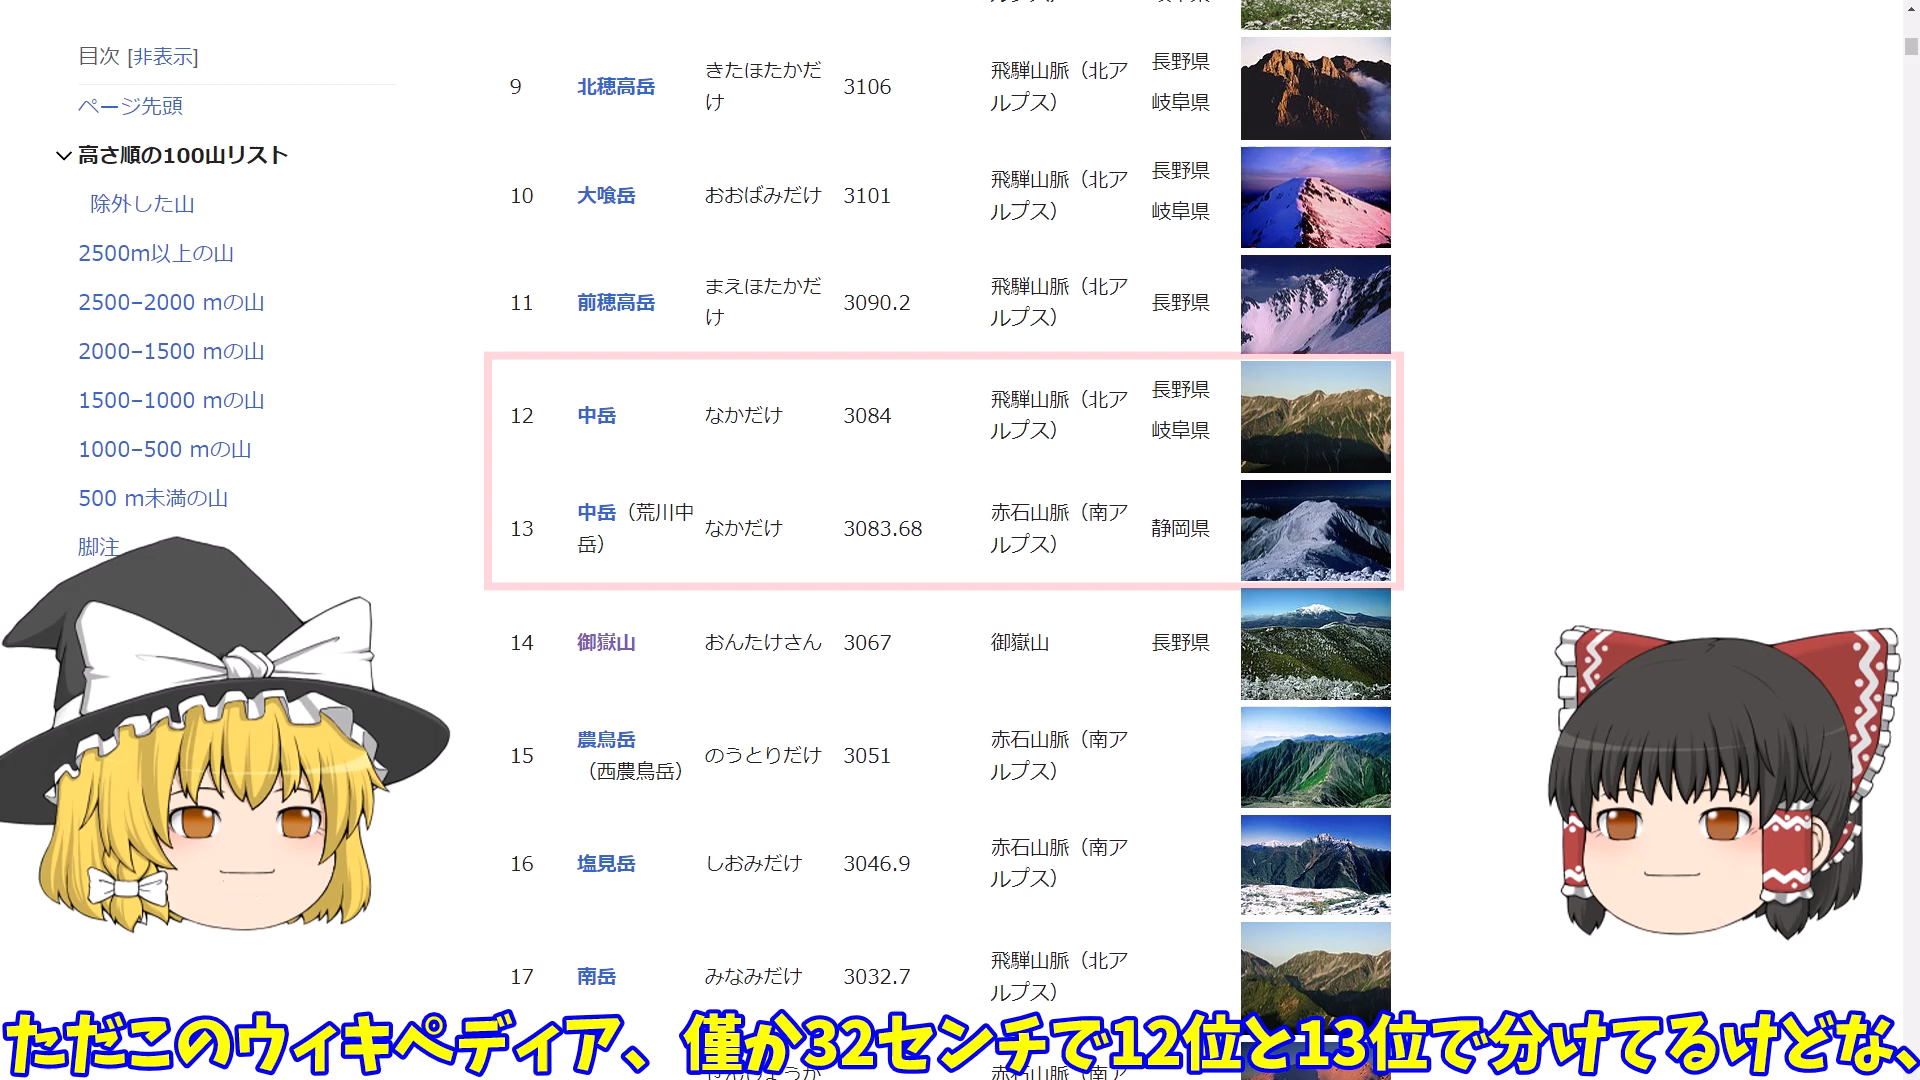 目次 [非表示]
ページ先頭
高さ順の100山リスト
除外した山
2500m以上の山
2500–2000 mの山
2000–1500 mの山
1500–1000 mの山
1000–500 mの山
500 m未満の山
脚注
9 北穂高岳 きたほたかだ 3106 飛騨山脈（北ア 長野県
け ルプス） 岐阜県
10 大喰岳 おおばみだけ 3101 飛騨山脈（北ア 長野県
ルプス） 岐阜県
11 前穂高岳 まえほたかだ 3090.2 飛騨山脈（北ア 長野県
け ルプス）
12 中岳 なかだけ 3084 飛騨山脈（北ア 長野県
ルプス） 岐阜県
13 中岳（荒川中 なかだけ 3083.68 赤石山脈（南ア 静岡県
岳） ルプス）
14 御嶽山 おんたけさん 3067 御嶽山 長野県
15 農鳥岳 のうとりだけ 3051 赤石山脈（南ア
（西農鳥岳） ルプス）
16 塩見岳 しおみだけ 3046.9 赤石山脈（南ア
ルプス）
17 南岳 みなみだけ 3032.7 飛騨山脈（北ア
ルプス）
ただこのウィキペディア、僅か32センチで12位と13位で分けてるけどな、